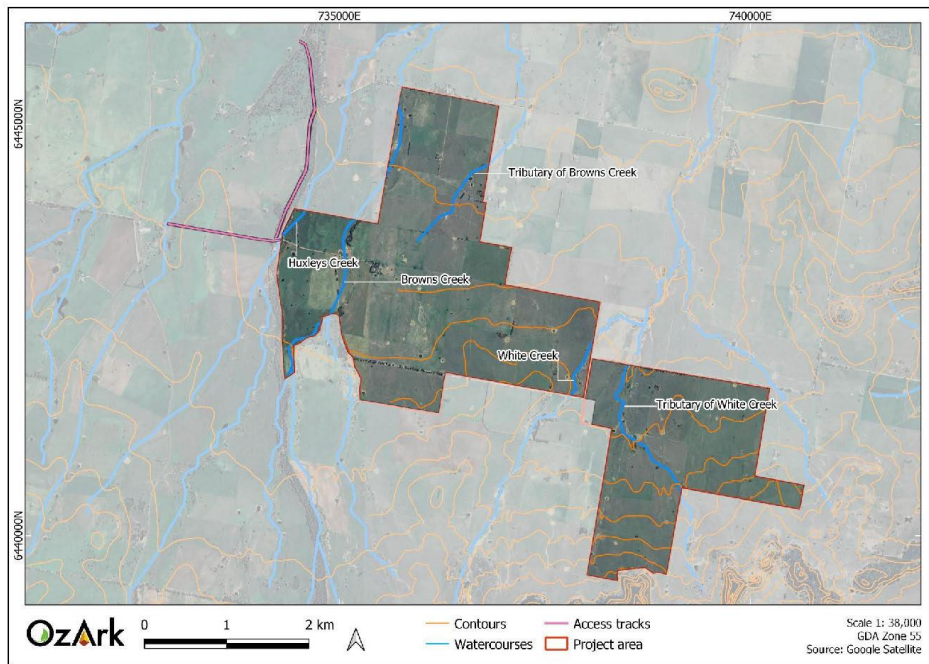 735000E
740000E
6445000N
Tributary of Browns Creek
Huxleys Creek
Browns Creek
White Creek
Tributary of White Creek
6440000N
OzArk
0 1 2 km
Contours
Watercourses
Access tracks
Project area
Scale 1: 38,000
GDA Zone 55
Source: Google Satellite